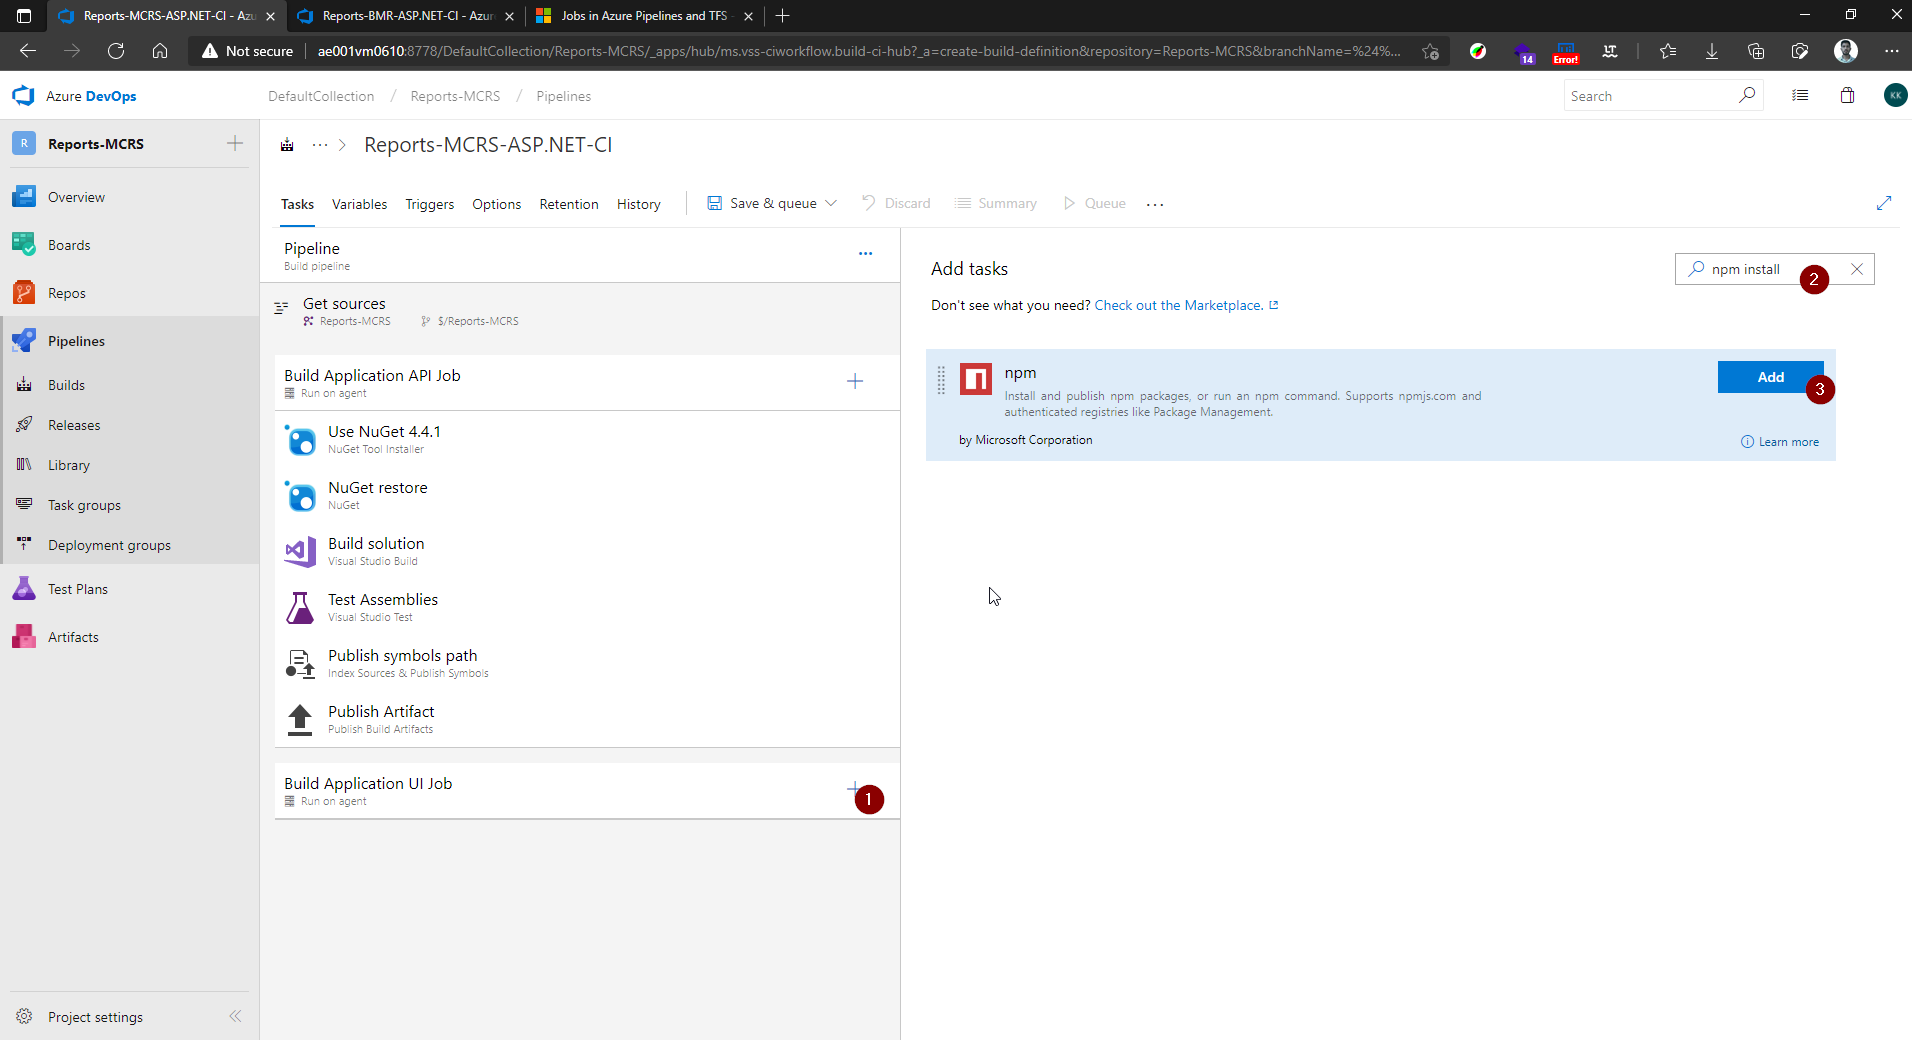 Reports-MCRS-ASP.NET-CI - Azu
Reports-BMR-ASP.NET-CI - Azur
Jobs in Azure Pipelines and TFS -
Not secure
ae001vm0610:8778/DefaultCollection/Reports-MCRS/_apps/hub/ms.vss-ciworkflow.build-ci-hub?_a=create-build-definition&repository=Reports-MCRS&branchName=%24%...
14
Error!
Azure DevOps
DefaultCollection / Reports-MCRS / Pipelines
Search
KK
R
Reports-MCRS
Overview
Boards
Repos
Pipelines
Builds
Releases
Library
Task groups
Deployment groups
Test Plans
Artifacts
Project settings
... > Reports-MCRS-ASP.NET-CI
Tasks Variables Triggers Options Retention History
Save & queue
Discard
Summary
Queue
...
Pipeline
Build pipeline
Get sources
Reports-MCRS
$/Reports-MCRS
Build Application API Job
Run on agent
Use NuGet 4.4.1
NuGet Tool Installer
NuGet restore
NuGet
Build solution
Visual Studio Build
Test Assemblies
Visual Studio Test
Publish symbols path
Index Sources & Publish Symbols
Publish Artifact
Publish Build Artifacts
Build Application UI Job
Run on agent
1
Add tasks
npm install
2
Don't see what you need? Check out the Marketplace.
npm
Install and publish npm packages, or run an npm command. Supports npmjs.com and
authenticated registries like Package Management.
by Microsoft Corporation
Add
3
Learn more